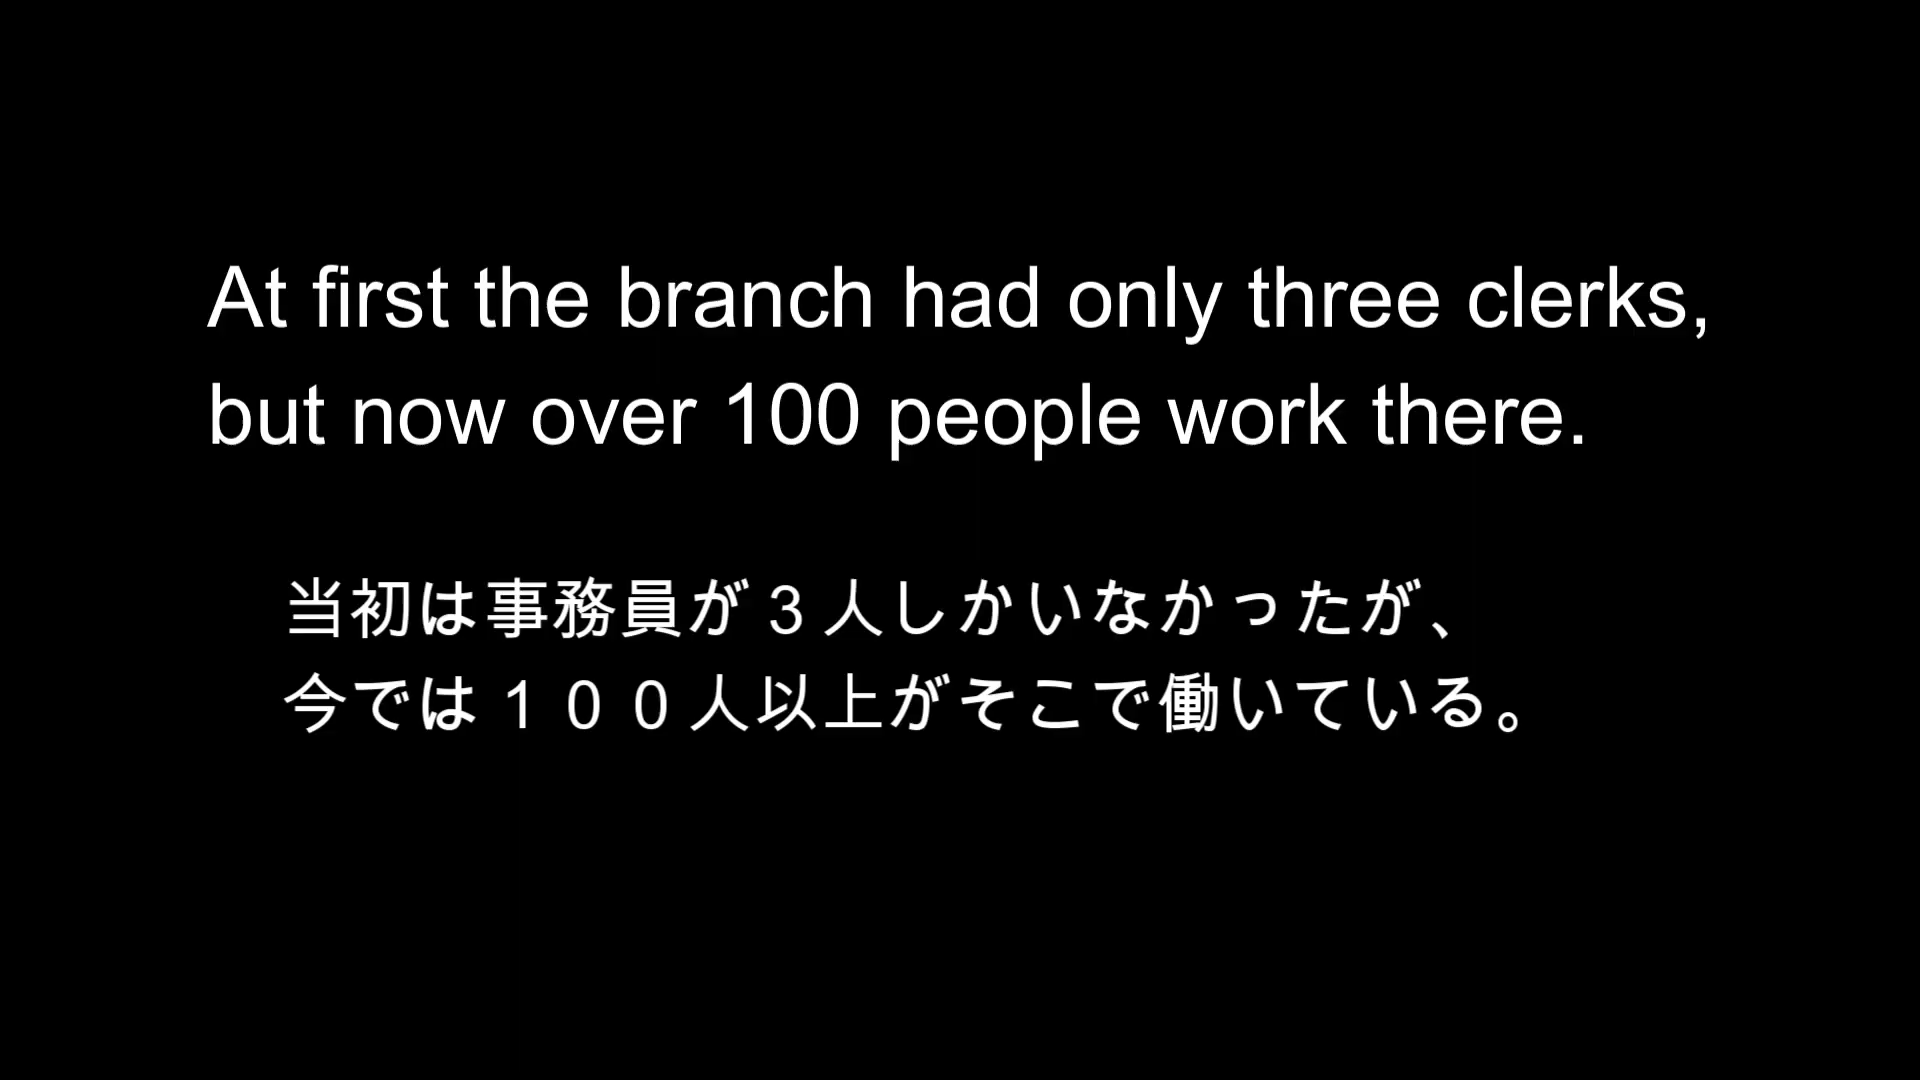 At first the branch had only three clerks,
but now over 100 people work there.
当初は事務員が３人しかいなかったが、
今では１００人以上がそこで働いている。